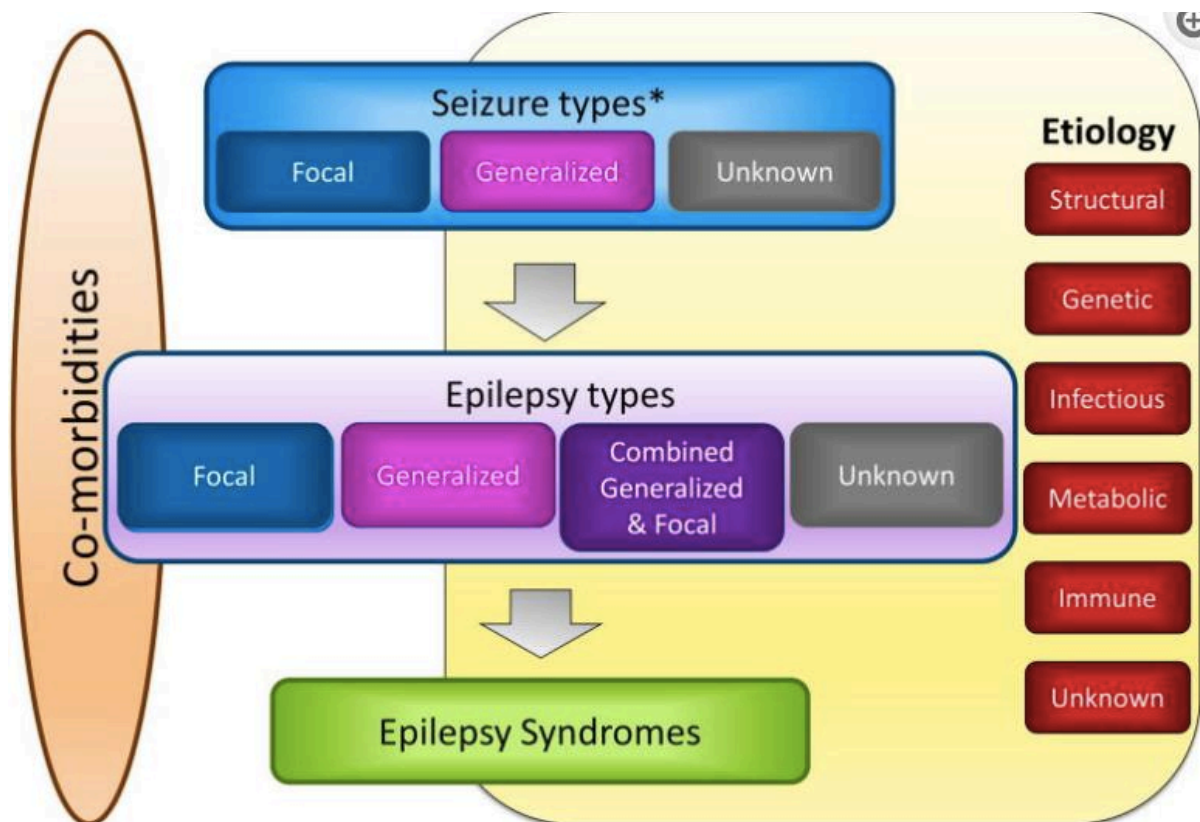 Co-morbidities
Seizure types*
Focal
Generalized
Unknown
Epilepsy types
Focal
Generalized
Combined
Generalized
& Focal
Unknown
Epilepsy Syndromes
Etiology
Structural
Genetic
Infectious
Metabolic
Immune
Unknown